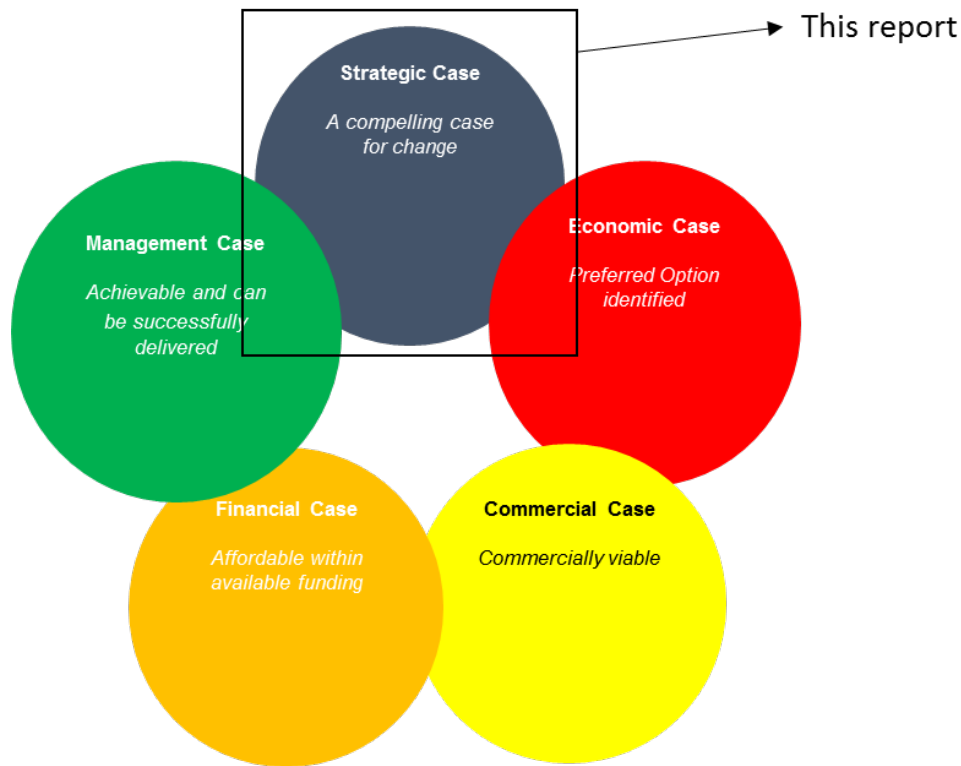 This report
Strategic Case
A compelling case
for change
Management Case
Achievable and can
be successfully
delivered
Economic Case
Preferred Option
identified
Financial Case
Affordable within
available funding
Commercial Case
Commercially viable